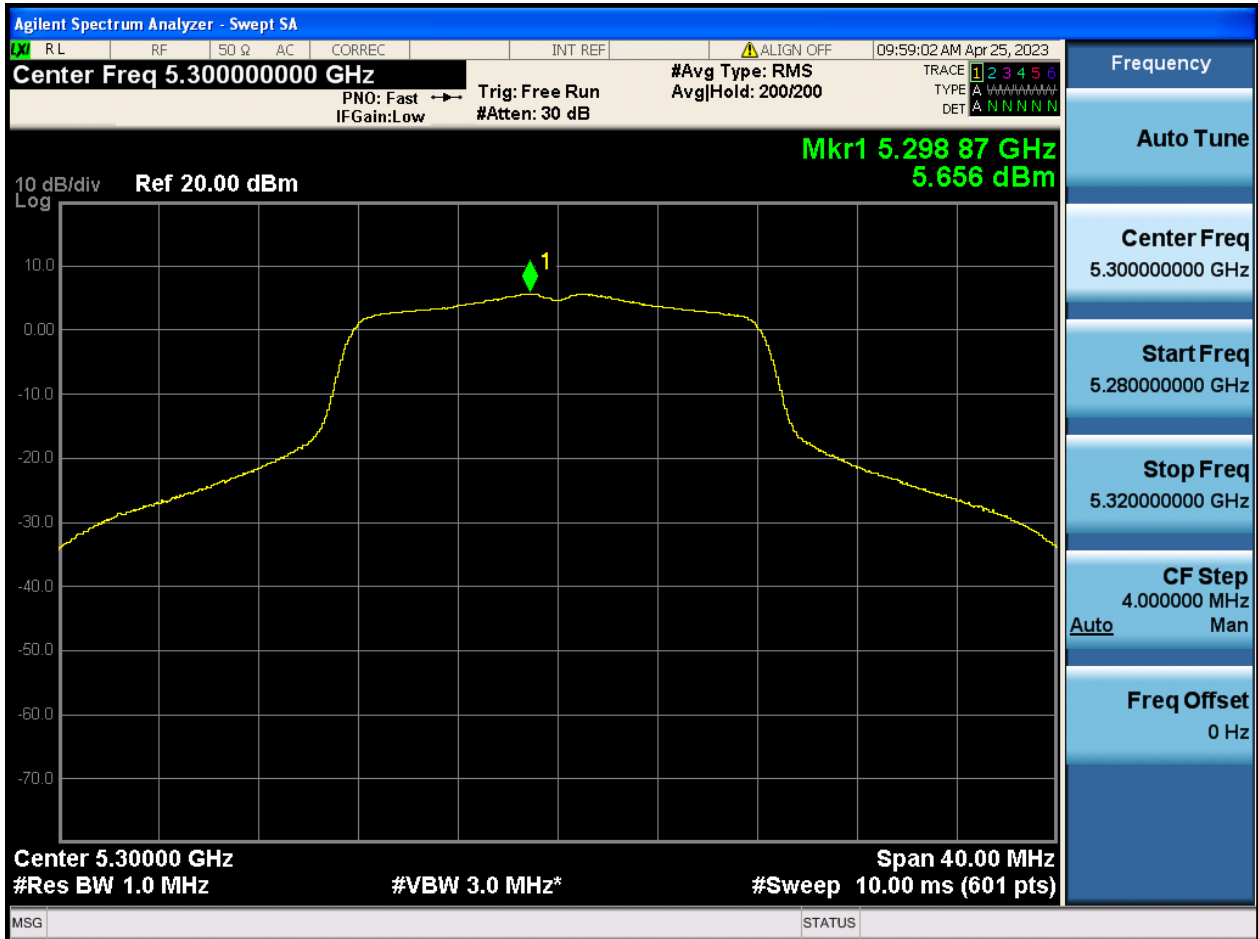 Agilent Spectrum Analyzer - Swept SA
LXI RL RF 50 Ω AC CORREC INT REF ALIGN OFF 09:59:02 AM Apr 25, 2023
Center Freq 5.300000000 GHz
PNO: Fast
IFGain:Low
Trig: Free Run
#Atten: 30 dB
#Avg Type: RMS
Avg|Hold: 200/200
TRACE 1 2 3 4 5 6
TYPE A WWWWW
DET A N N N N N
Mkr1 5.298 87 GHz
5.656 dBm
10 dB/div Ref 20.00 dBm
Log
1
10.0
0.00
-10.0
-20.0
-30.0
-40.0
-50.0
-60.0
-70.0
Center 5.30000 GHz Span 40.00 MHz
#Res BW 1.0 MHz #VBW 3.0 MHz* #Sweep 10.00 ms (601 pts)
MSG STATUS
Frequency
Auto Tune
Center Freq
5.300000000 GHz
Start Freq
5.280000000 GHz
Stop Freq
5.320000000 GHz
CF Step
4.000000 MHz
Auto Man
Freq Offset
0 Hz